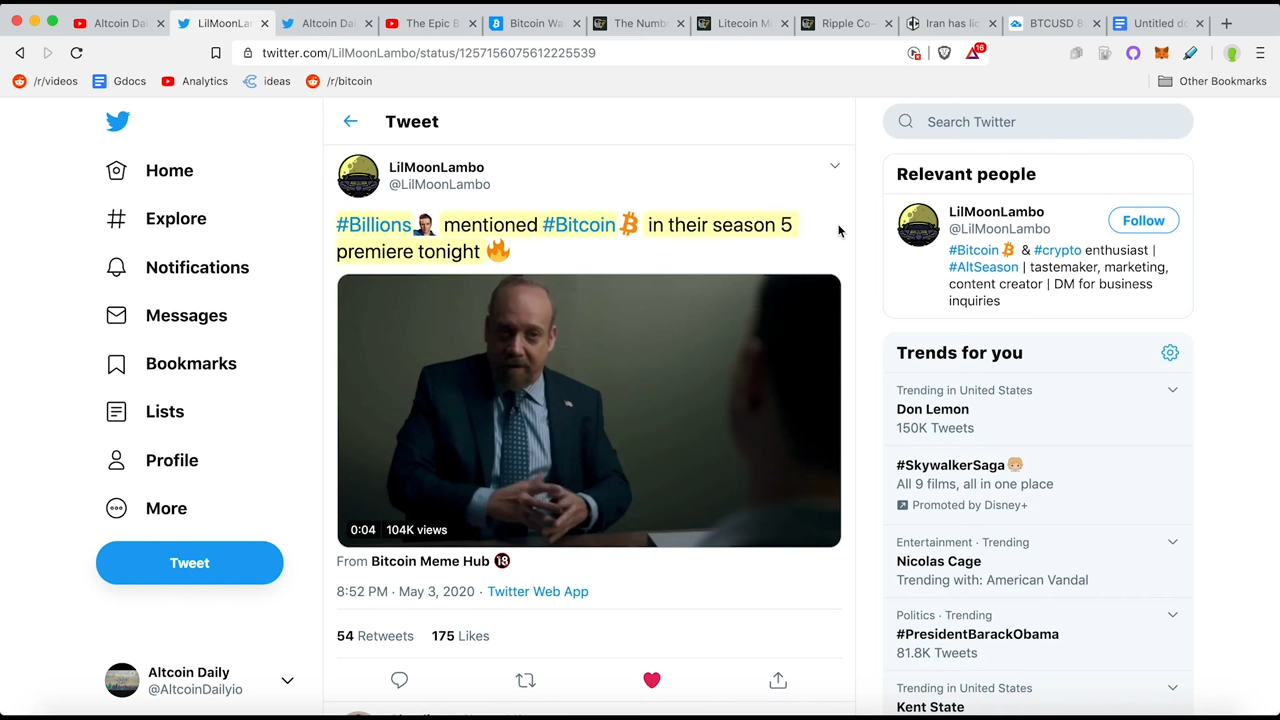 Altcoin Dai
LilMoonLa
Altcoin Dai
The Epic B
Bitcoin Wa
The Numb
Litecoin M
Ripple Co-
Iran has lic
BTCUSD 8
Untitled do
twitter.com/LilMoonLambo/status/1257156075612225539
16
/r/videos
Gdocs
Analytics
ideas
/r/bitcoin
Other Bookmarks
Home
Explore
Notifications
Messages
Bookmarks
Lists
Profile
More
Tweet
Altcoin Daily
@AltcoinDailyio
Tweet
LilMoonLambo
@LilMoonLambo
#Billions mentioned #Bitcoin in their season 5
premiere tonight 🔥
0:04 104K views
From Bitcoin Meme Hub 🔞
8:52 PM · May 3, 2020 · Twitter Web App
54 Retweets 175 Likes
Search Twitter
Relevant people
LilMoonLambo
@LilMoonLambo
Follow
#Bitcoin & #crypto enthusiast |
#AltSeason | tastemaker, marketing,
content creator | DM for business
inquiries
Trends for you
Trending in United States
Don Lemon
150K Tweets
#SkywalkerSaga
All 9 films, all in one place
Promoted by Disney+
Entertainment · Trending
Nicolas Cage
Trending with: American Vandal
Politics · Trending
#PresidentBarackObama
81.8K Tweets
Trending in United States
Kent State